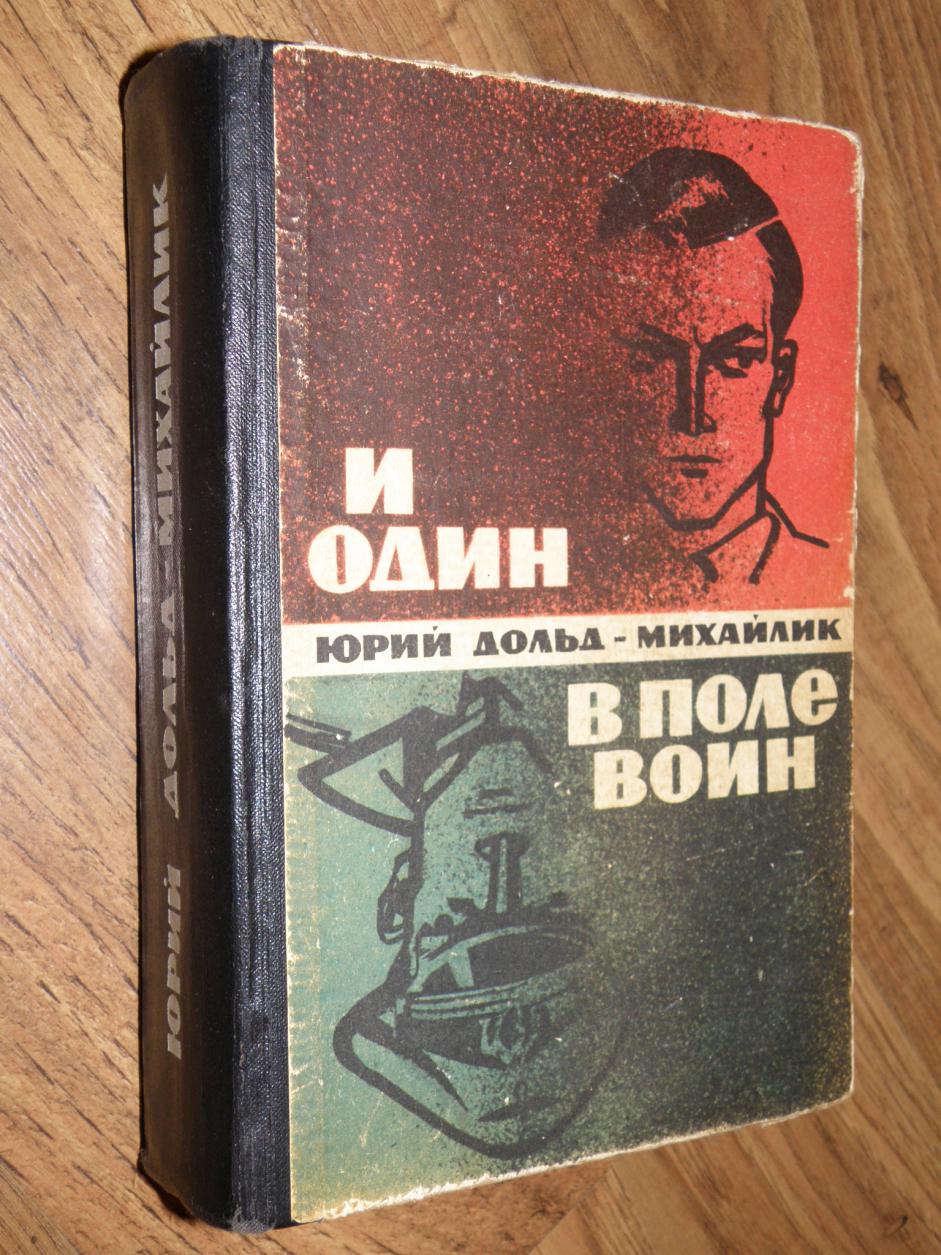 ЮРИЙ ДОЛЬД-МИХАЙЛИК
И
ОДИН
ЮРИЙ ДОЛЬД-МИХАЙЛИК
В ПОЛЕ
ВОИН